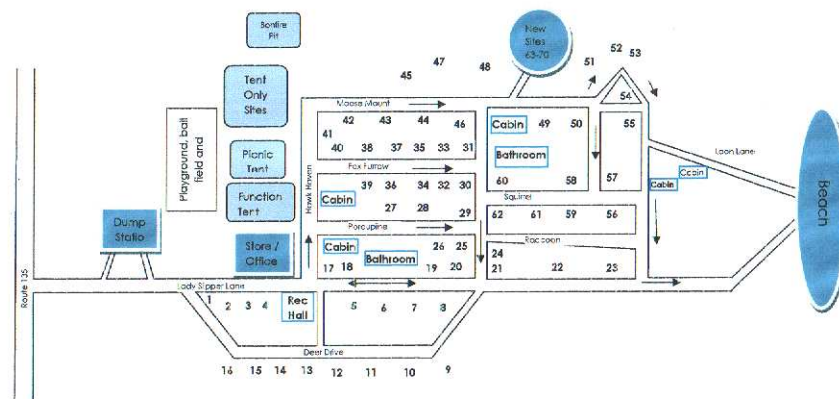 Bonfire
Pit
New
Sites
63-70
52
53
51
47
48
45
Tent
Only
Sites
54
Moose Mount
42 43 44 46
41
40 38 37 35 33 31
Cabin
49 50
55
Bathroom
Playground, ball
field and
Picnic
Tent
Loon Lane
Fox Furrow
60 58 57
Cabin
Cabin
Function
Tent
Hawk Haven
39 36 34 32 30
Cabin
27 28 29
Squirrel
62 61 59 56
Beach
Dump
Statio
Store /
Office
Porcupine
Cabin
26 25
Bathroom
17 18 19 20
Raccoon
24
21 22 23
Route 135
Lady Slipper Lane
1 2 3 4
Rec
Hall
5 6 7 8
Deer Drive
16 15 14 13 12 11 10 9